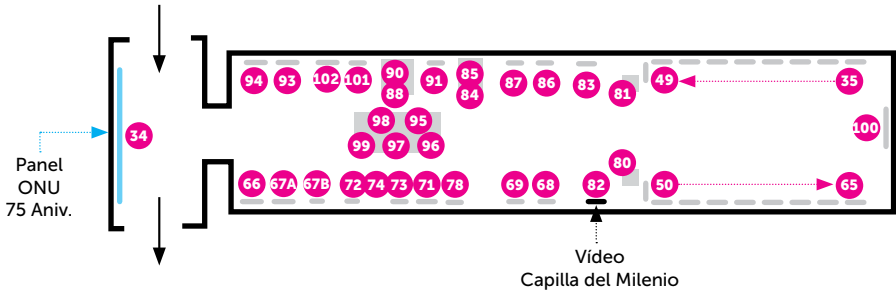 94 93 102 101 90 91 85 87 86 83 49 35
88 84 81
34 98 95 100
99 97 96
80
66 67A 67B 72 74 73 71 78 69 68 82 50 65
Panel
ONU
75 Aniv.
Vídeo
Capilla del Milenio